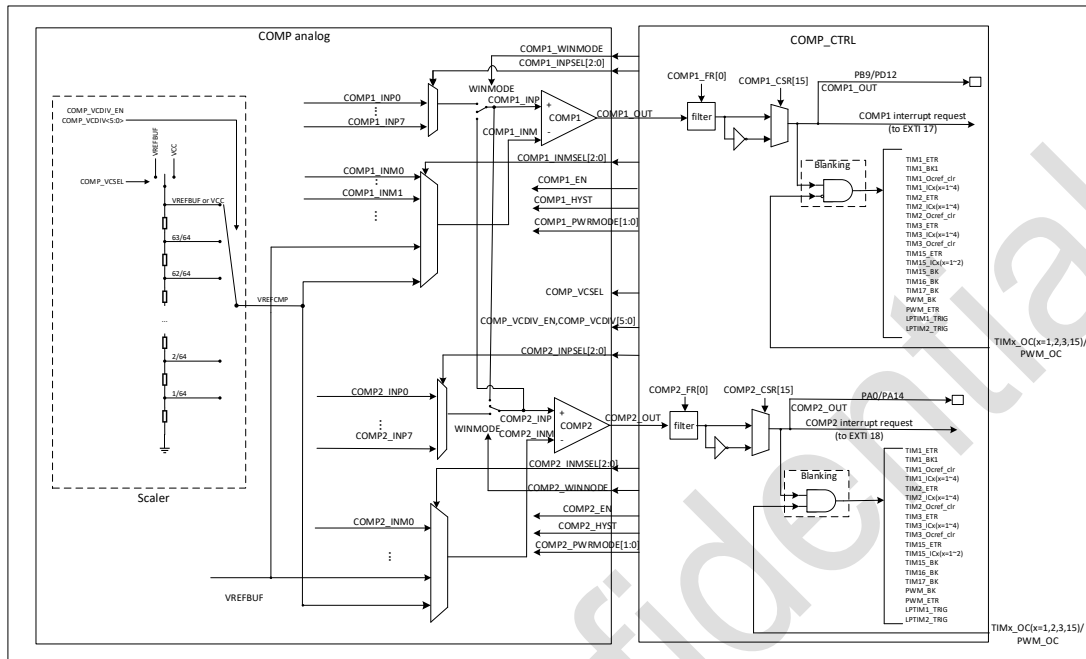 COMP analog
COMP_CTRL
COMP_VCDIV_EN
COMP_VCDIV<5:0>
VREFBUF
VCC
COMP_VCSEL
VREFBUF or VCC
63/64
62/64
...
2/64
1/64
Scaler
VREFCMP
VREFBUF
COMP1_INP0
...
COMP1_INP7
COMP1_INM0
...
COMP1_INM1
...
COMP1_WINMODE
COMP1_INPSEL[2:0]
WINMODE
COMP1_INP
COMP1_INM
+
-
COMP1
COMP1_OUT
COMP1_INMSEL[2:0]
COMP1_EN
COMP1_HYST
COMP1_PWRMODE[1:0]
COMP_VCSEL
COMP_VCDIV_EN,COMP_VCDIV[5:0]
COMP2_INPSEL[2:0]
COMP2_INP0
...
COMP2_INP7
WINMODE
COMP2_INP
COMP2_INM
+
-
COMP2
COMP2_OUT
COMP2_INMSEL[2:0]
COMP2_WINNODE
COMP2_EN
COMP2_HYST
COMP2_PWRMODE[1:0]
COMP2_INM0
...
COMP1_FR[0]
COMP1_CSR[15]
filter
PB9/PD12
COMP1_OUT
COMP1 interrupt request
(to EXTI 17)
Blanking
TIM1_ETR
TIM1_BK1
TIM1_Ocref_clr
TIM1_ICx(x=1~4)
TIM2_ETR
TIM2_ICx(x=1~4)
TIM2_Ocref_clr
TIM3_ETR
TIM3_ICx(x=1~4)
TIM3_Ocref_clr
TIM15_ETR
TIM15_ICx(x=1~2)
TIM15_BK
TIM16_BK
TIM17_BK
PWM_BK
PWM_ETR
LPTIM1_TRIG
LPTIM2_TRIG
TIMx_OC(x=1,2,3,15)/
PWM_OC
COMP2_FR[0]
COMP2_CSR[15]
filter
PA0/PA14
COMP2_OUT
COMP2 interrupt request
(to EXTI 18)
Blanking
TIM1_ETR
TIM1_BK1
TIM1_Ocref_clr
TIM1_ICx(x=1~4)
TIM2_ETR
TIM2_ICx(x=1~4)
TIM2_Ocref_clr
TIM3_ETR
TIM3_ICx(x=1~4)
TIM3_Ocref_clr
TIM15_ETR
TIM15_ICx(x=1~2)
TIM15_BK
TIM16_BK
TIM17_BK
PWM_BK
PWM_ETR
LPTIM1_TRIG
LPTIM2_TRIG
TIMx_OC(x=1,2,3,15)/
PWM_OC
fidential